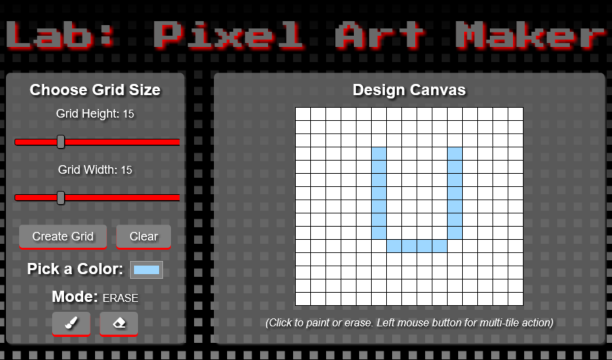 Lab: Pixel Art Maker
Choose Grid Size
Grid Height: 15
Grid Width: 15
Create Grid
Clear
Pick a Color:
Mode: ERASE
Design Canvas
U
(Click to paint or erase. Left mouse button for multi-tile action)